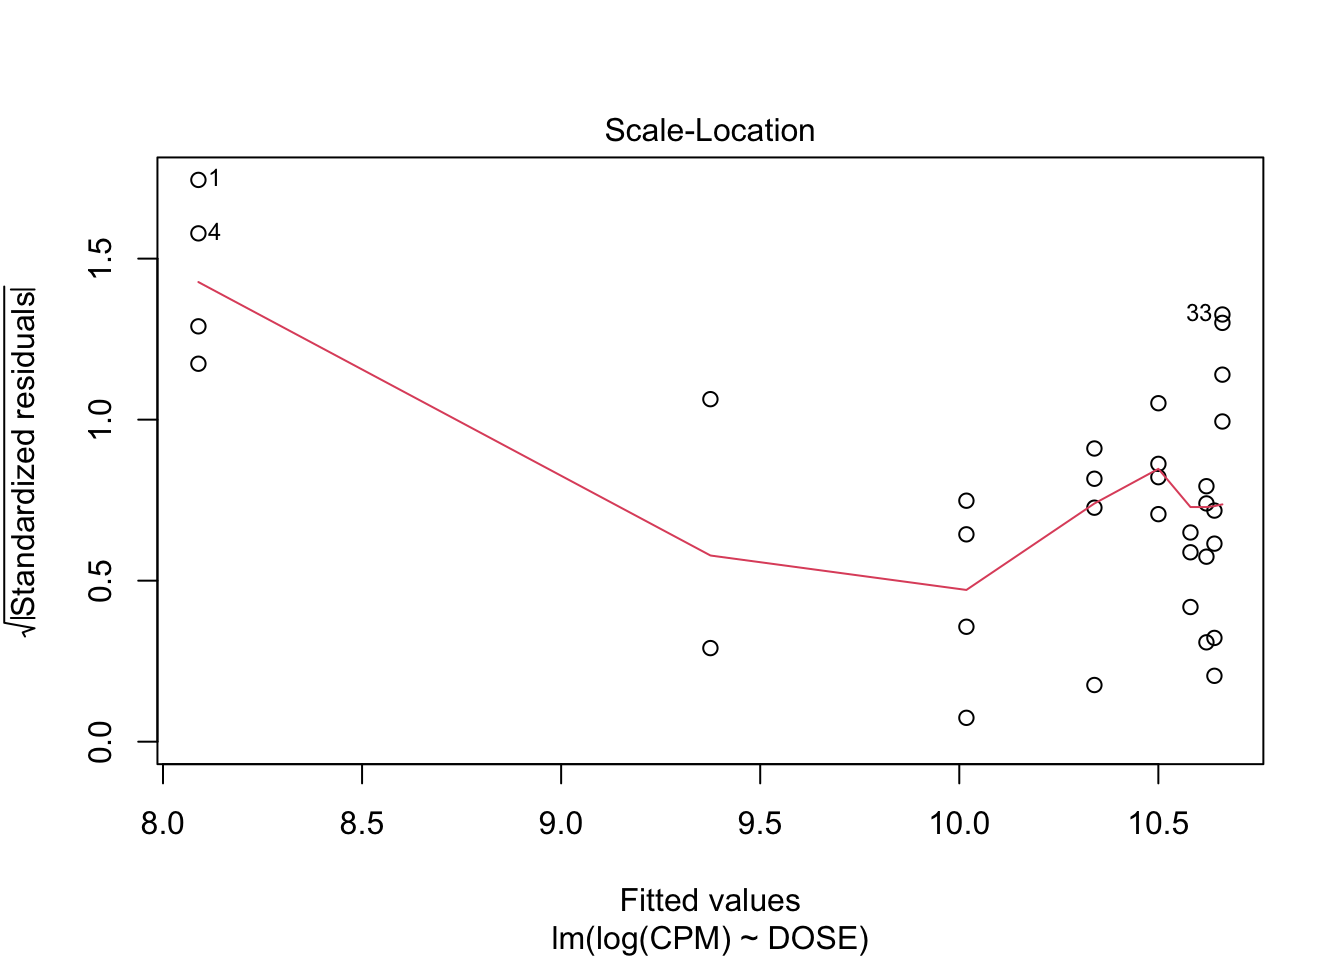 Scale-Location
√|Standardized residuals|
1.5
1.0
0.5
0.0
1
4
33
8.0 8.5 9.0 9.5 10.0 10.5
Fitted values
lm(log(CPM) ~ DOSE)